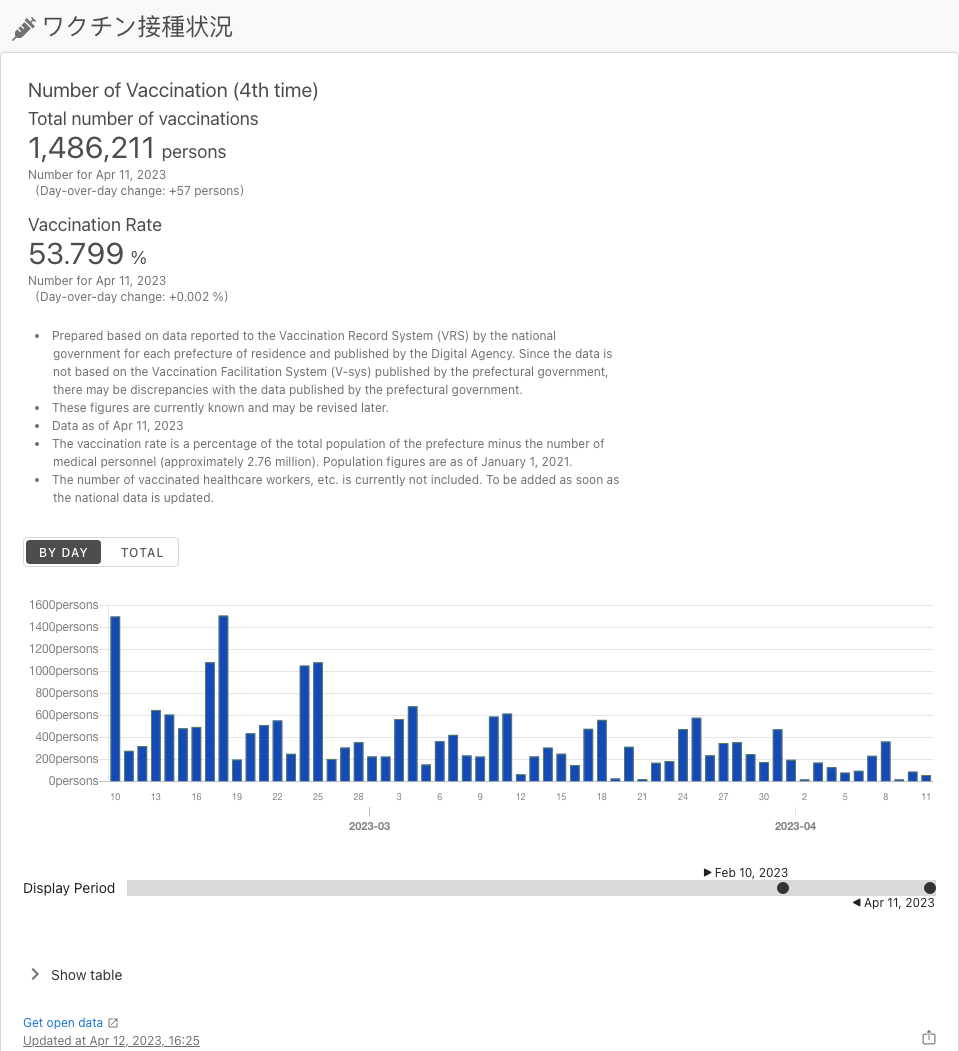 ワクチン接種状況
Number of Vaccination (4th time)
Total number of vaccinations
1,486,211 persons
Number for Apr 11, 2023
(Day-over-day change: +57 persons)
Vaccination Rate
53.799 %
Number for Apr 11, 2023
(Day-over-day change: +0.002 %)
• Prepared based on data reported to the Vaccination Record System (VRS) by the national
government for each prefecture of residence and published by the Digital Agency. Since the data is
not based on the Vaccination Facilitation System (V-sys) published by the prefectural government,
there may be discrepancies with the data published by the prefectural government.
• These figures are currently known and may be revised later.
• Data as of Apr 11, 2023
• The vaccination rate is a percentage of the total population of the prefecture minus the number of
medical personnel (approximately 2.76 million). Population figures are as of January 1, 2021.
• The number of vaccinated healthcare workers, etc. is currently not included. To be added as soon as
the national data is updated.
BY DAY TOTAL
1600persons
1400persons
1200persons
1000persons
800persons
600persons
400persons
200persons
0persons
10 13 16 19 22 25 28 3 6 9 12 15 18 21 24 27 30 2 5 8 11
2023-03 2023-04
Feb 10, 2023
Display Period
Apr 11, 2023
Show table
Get open data
Updated at Apr 12, 2023, 16:25